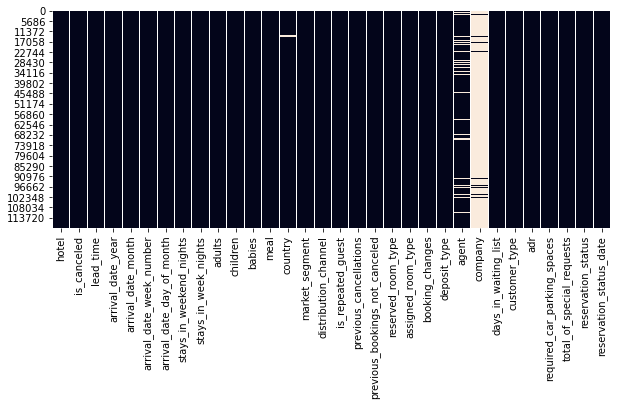 0
5686
11372
17058
22744
28430
34116
39802
45488
51174
56860
62546
68232
73918
79604
85290
90976
96662
102348
108034
113720
hotel
is_canceled
lead_time
arrival_date_year
arrival_date_month
arrival_date_week_number
arrival_date_day_of_month
stays_in_weekend_nights
stays_in_week_nights
adults
children
babies
meal
country
market_segment
distribution_channel
is_repeated_guest
previous_cancellations
previous_bookings_not_canceled
reserved_room_type
assigned_room_type
booking_changes
deposit_type
agent
company
days_in_waiting_list
customer_type
adr
required_car_parking_spaces
total_of_special_requests
reservation_status
reservation_status_date